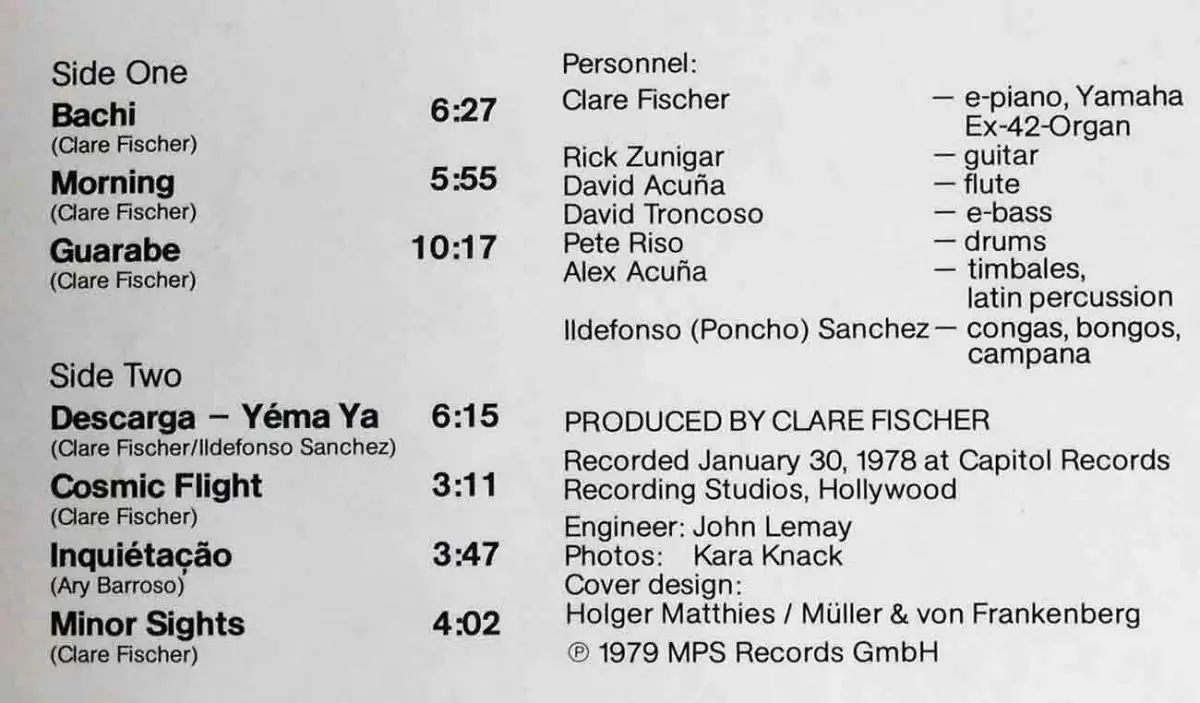 Side One
Bachi 6:27
(Clare Fischer)
Morning 5:55
(Clare Fischer)
Guarabe 10:17
(Clare Fischer)
Side Two
Descarga – Yéma Ya 6:15
(Clare Fischer/Ildefonso Sanchez)
Cosmic Flight 3:11
(Clare Fischer)
Inquiétação 3:47
(Ary Barroso)
Minor Sights 4:02
(Clare Fischer)
Personnel:
Clare Fischer – e-piano, Yamaha
Ex-42-Organ
Rick Zunigar – guitar
David Acuña – flute
David Troncoso – e-bass
Pete Riso – drums
Alex Acuña – timbales,
latin percussion
Ildefonso (Poncho) Sanchez – congas, bongos,
campana
PRODUCED BY CLARE FISCHER
Recorded January 30, 1978 at Capitol Records
Recording Studios, Hollywood
Engineer: John Lemay
Photos: Kara Knack
Cover design:
Holger Matthies / Müller & von Frankenberg
℗ 1979 MPS Records GmbH